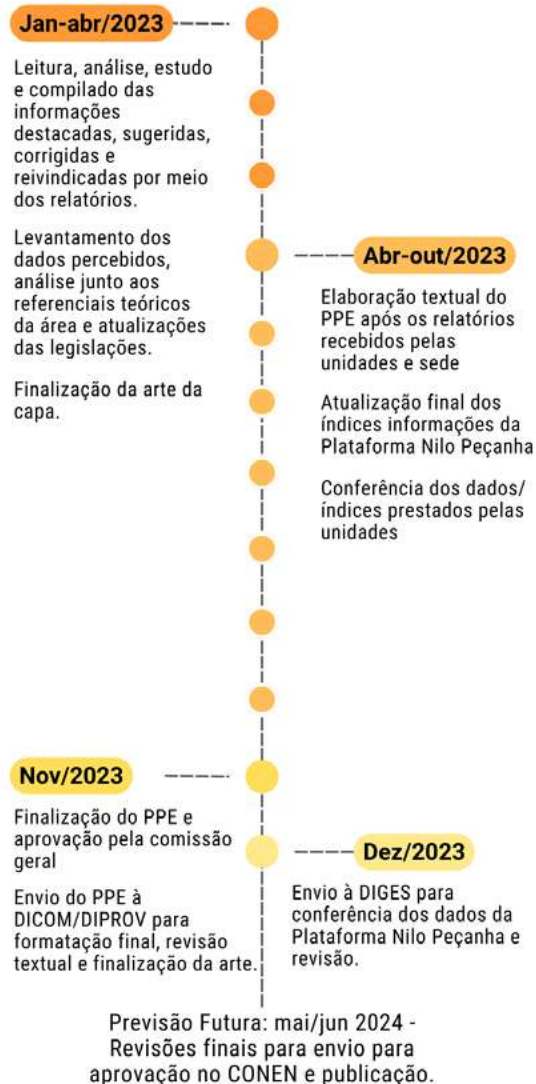 Jan-abr/2023
Leitura, análise, estudo
e compilado das
informações
destacadas, sugeridas,
corrigidas e
reivindicadas por meio
dos relatórios.
Levantamento dos
dados percebidos,
análise junto aos
referenciais teóricos
da área e atualizações
das legislações.
Finalização da arte da
capa.
Abr-out/2023
Elaboração textual do
PPE após os relatórios
recebidos pelas
unidades e sede
Atualização final dos
índices informações da
Plataforma Nilo Peçanha
Conferência dos dados/
índices prestados pelas
unidades
Nov/2023
Finalização do PPE e
aprovação pela comissão
geral
Envio do PPE à
DICOM/DIPROV para
formatação final, revisão
textual e finalização da arte.
Dez/2023
Envio à DIGES para
conferência dos dados da
Plataforma Nilo Peçanha e
revisão.
Previsão Futura: mai/jun 2024 -
Revisões finais para envio para
aprovação no CONEN e publicação.